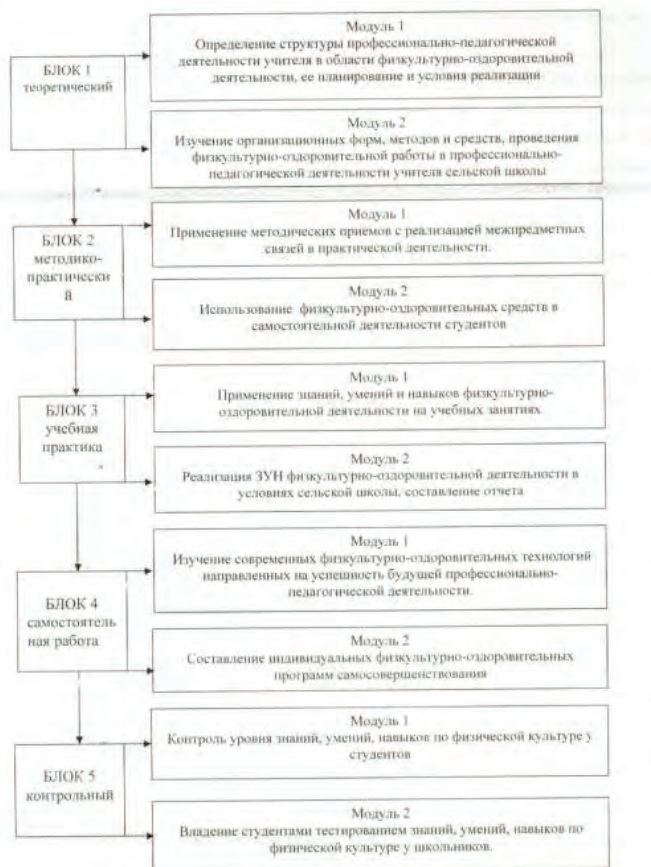 БЛОК 1
теоретический
Модуль 1
Определение структуры профессионально-педагогической
деятельности учителя в области физкультурно-оздоровительной
деятельности, ее планирование и условия реализации
Модуль 2
Изучение организационных форм, методов и средств, проведения
физкультурно-оздоровительной работы в профессионально-
педагогической деятельности учителя сельской школы
БЛОК 2
методико-
практически
й
Модуль 1
Применение методических приемов с реализацией межпредметных
связей в практической деятельности.
Модуль 2
Использование физкультурно-оздоровительных средств в
самостоятельной деятельности студентов
БЛОК 3
учебная
практика
Модуль 1
Применение знаний, умений и навыков физкультурно-
оздоровительной деятельности на учебных занятиях.
Модуль 2
Реализация ЗУН физкультурно-оздоровительной деятельности в
условиях сельской школы, составление отчета
БЛОК 4
самостоятель
ная работа
Модуль 1
Изучение современных физкультурно-оздоровительных технологий
направленных на успешность будущей профессионально-
педагогической деятельности.
Модуль 2
Составление индивидуальных физкультурно-оздоровительных
программ самосовершенствования
БЛОК 5
контрольный
Модуль 1
Контроль уровня знаний, умений, навыков по физической культуре у
студентов
Модуль 2
Владение студентами тестированием знаний, умений, навыков по
физической культуре у школьников.